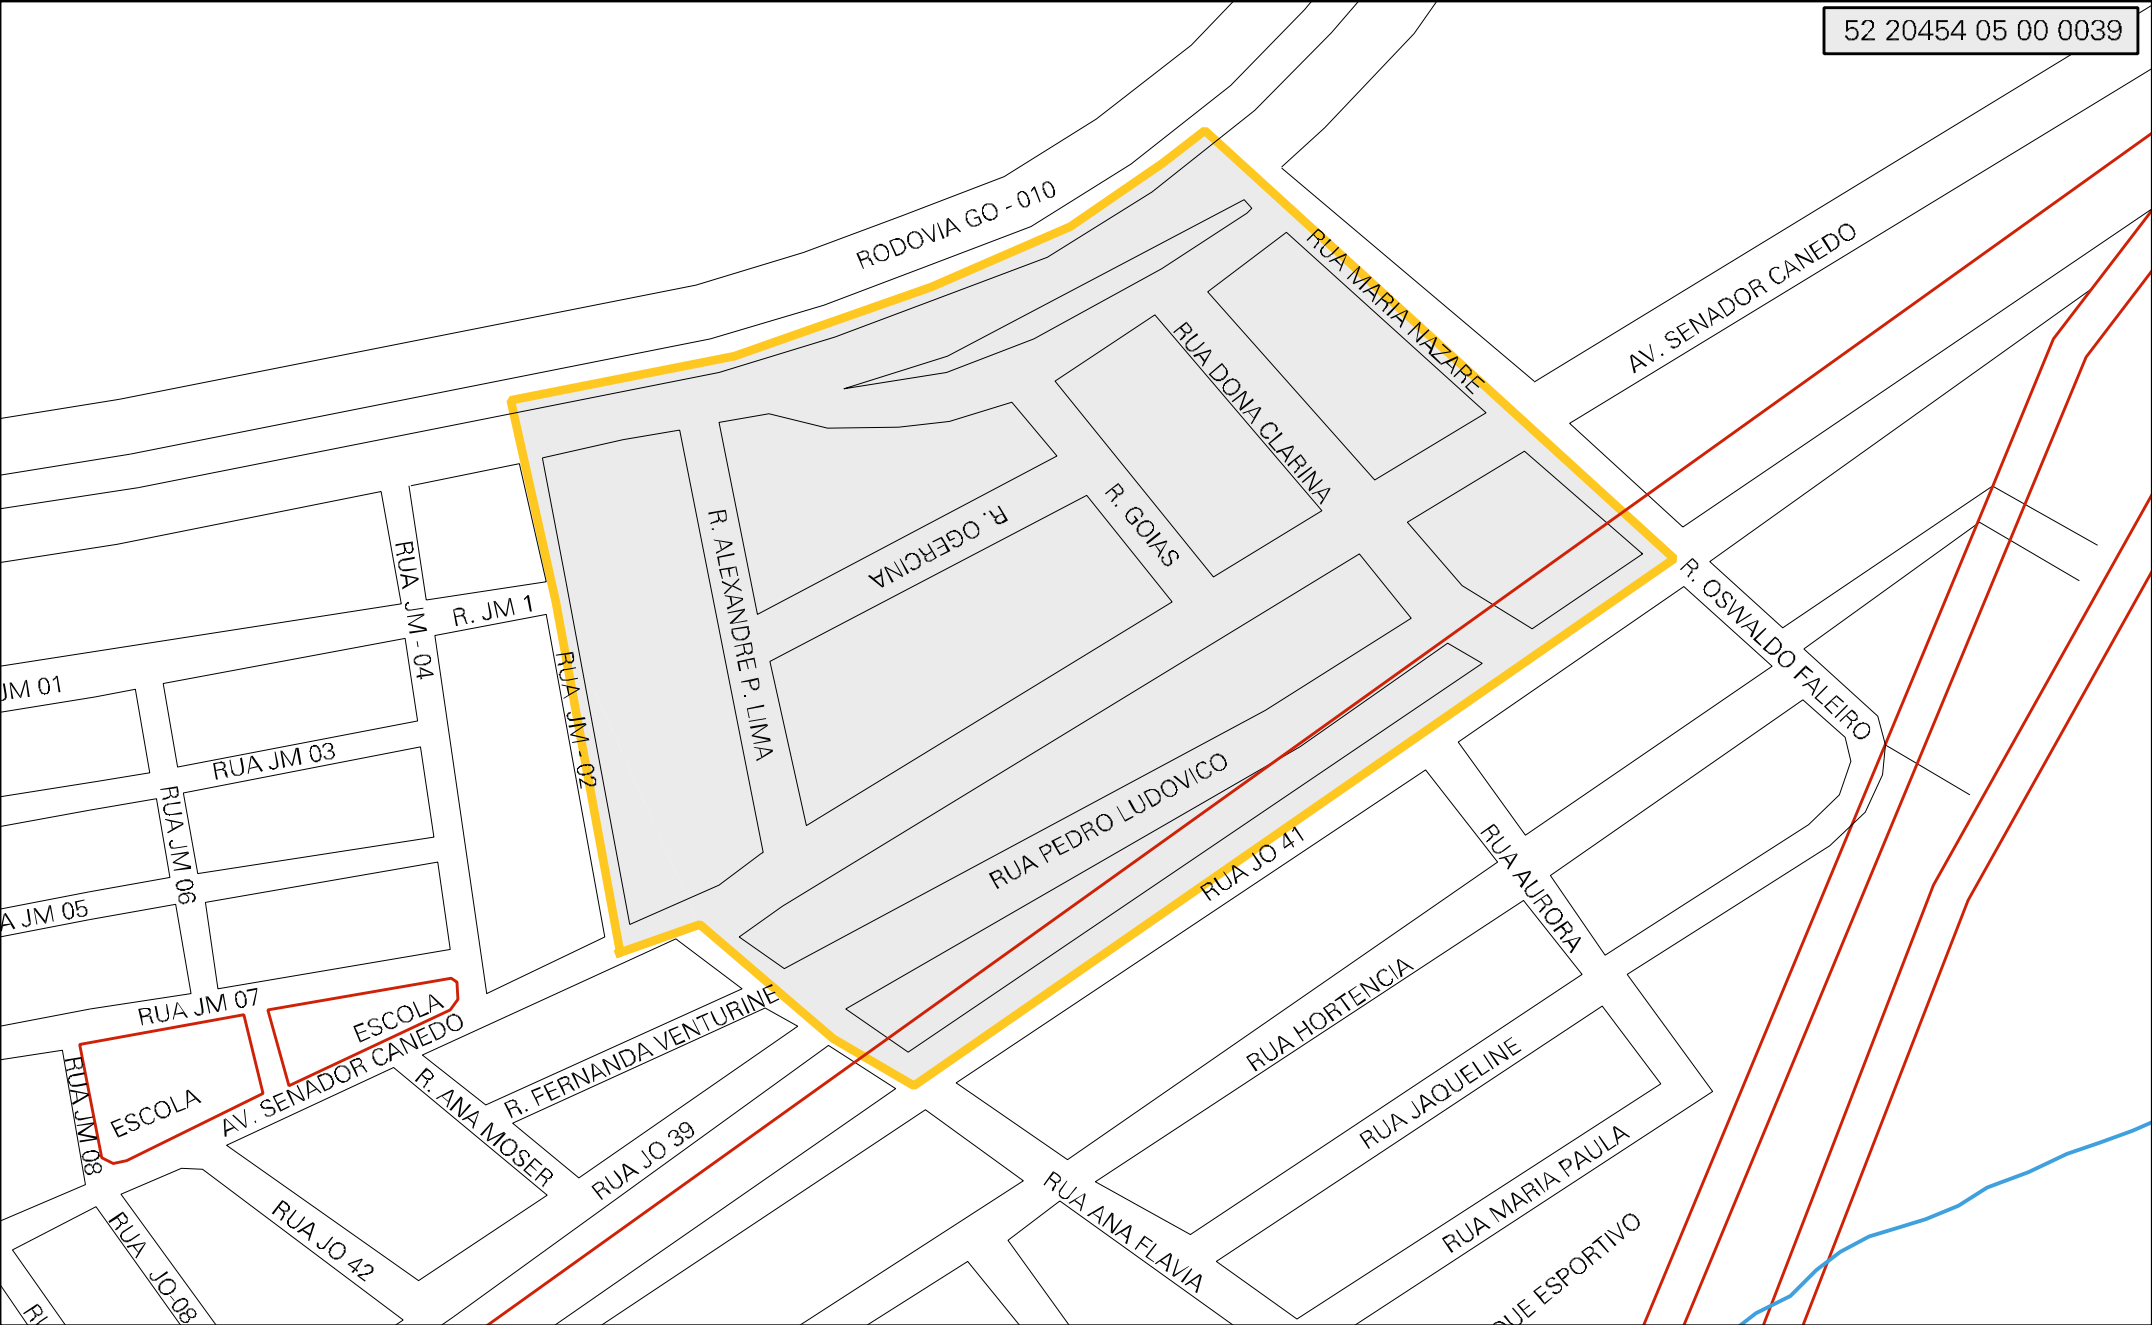 52 20454 05 00 0039
RODOVIA GO - 010
RUA MARIA NAZARE
AV. SENADOR CANEDO
RUA DONA CLARINA
R. GOIAS
R. OGERCINA
R. ALEXANDRE P. LIMA
RUA JM - 04
R. JM 1
R. OSWALDO FALEIRO
JM 01
RUA JM - 02
RUA JM 03
RUA JM 06
RUA PEDRO LUDOVICO
RUA JO 41
RUA AURORA
A JM 05
RUA HORTENCIA
RUA JM 07
ESCOLA
AV. SENADOR CANEDO
R. FERNANDA VENTURINE
RUA JM 08
ESCOLA
R. ANA MOSER
RUA JAQUELINE
RUA JO 39
RUA MARIA PAULA
RUA ANA FLAVIA
RUA JO 42
RUA JO-08
QUE ESPORTIVO